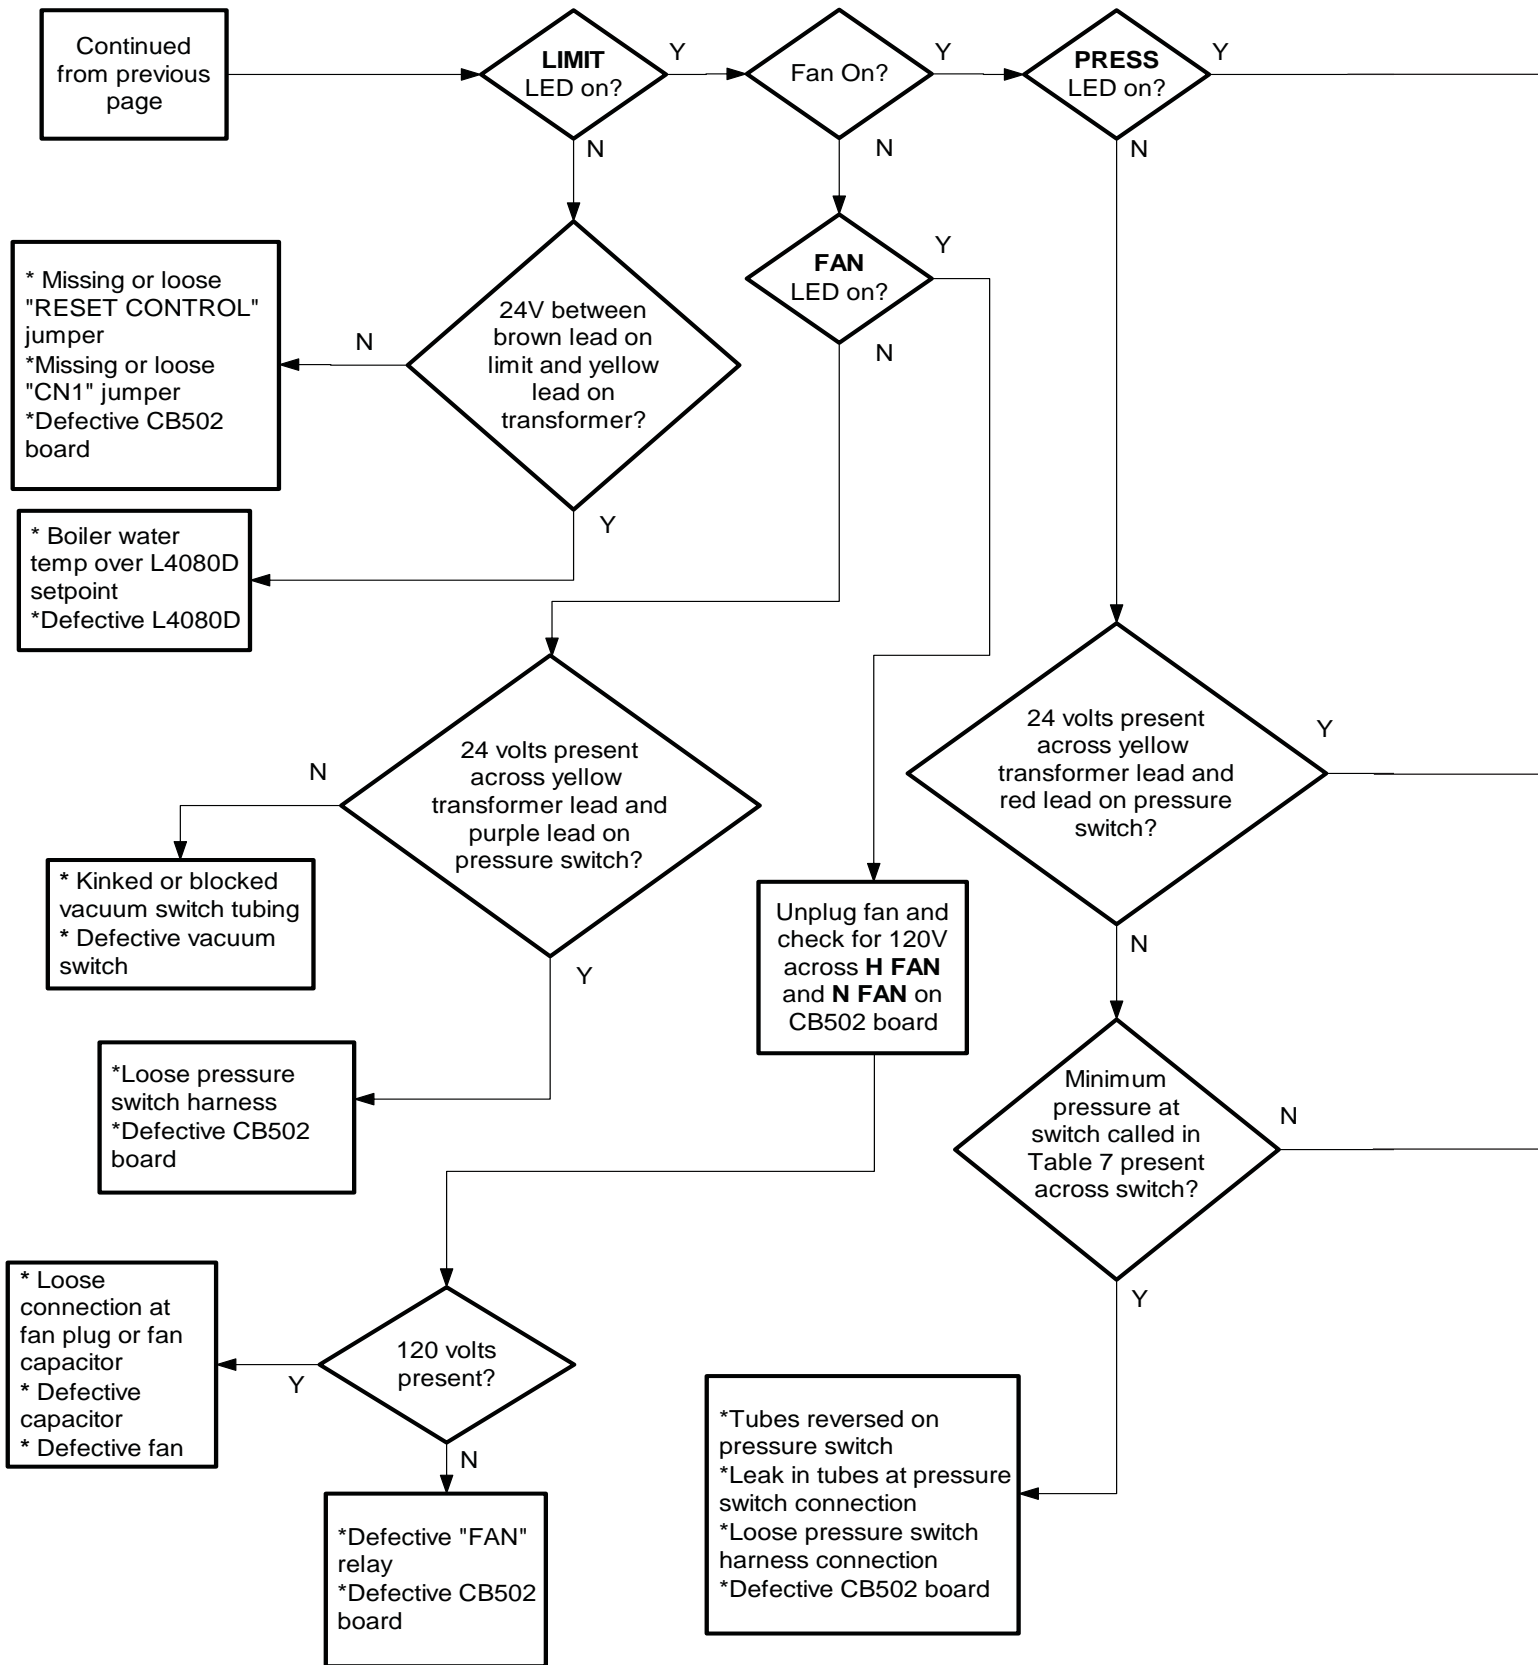 Continued
from previous
page
LIMIT
LED on?
Y
N
Fan On?
Y
N
PRESS
LED on?
Y
N
FAN
LED on?
Y
N
* Missing or loose
"RESET CONTROL"
jumper
*Missing or loose
"CN1" jumper
*Defective CB502
board
N
24V between
brown lead on
limit and yellow
lead on
transformer?
Y
* Boiler water
temp over L4080D
setpoint
*Defective L4080D
N
24 volts present
across yellow
transformer lead and
purple lead on
pressure switch?
Y
24 volts present
across yellow
transformer lead and
red lead on pressure
switch?
Y
N
* Kinked or blocked
vacuum switch tubing
* Defective vacuum
switch
Unplug fan and
check for 120V
across H FAN
and N FAN on
CB502 board
*Loose pressure
switch harness
*Defective CB502
board
Minimum
pressure at
switch called in
Table 7 present
across switch?
N
Y
* Loose
connection at
fan plug or fan
capacitor
* Defective
capacitor
* Defective fan
Y
120 volts
present?
N
*Defective "FAN"
relay
*Defective CB502
board
*Tubes reversed on
pressure switch
*Leak in tubes at pressure
switch connection
*Loose pressure switch
harness connection
*Defective CB502 board